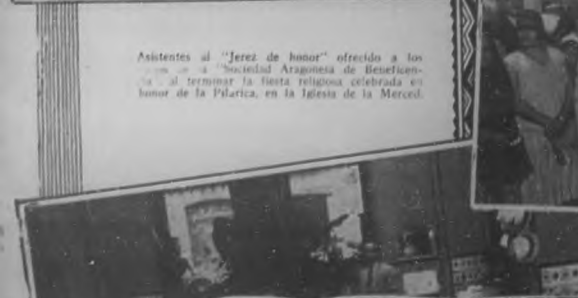 Asistentes al "Jerez de honor" ofrecido a los
"Sociedad Aragonesa de Beneficen-
al terminar la fiesta religiosa celebrada en
honor de la Pilarica, en la Iglesia de la Merced.